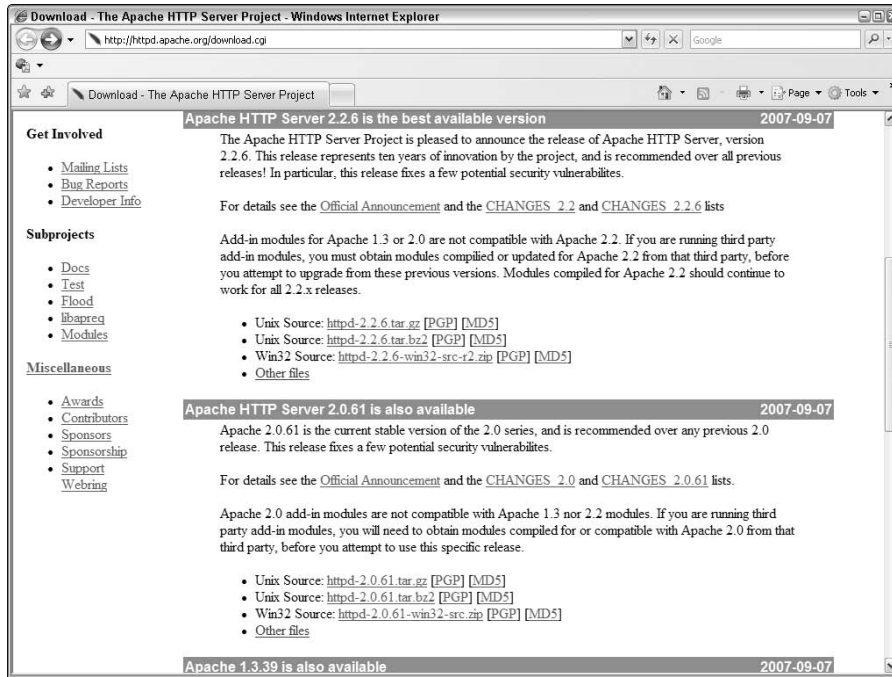 Download - The Apache HTTP Server Project - Windows Internet Explorer
http://httpd.apache.org/download.cgi
Google
Download - The Apache HTTP Server Project
Page
Tools
Get Involved
Mailing Lists
Bug Reports
Developer Info
Subprojects
Docs
Test
Flood
libapreq
Modules
Miscellaneous
Awards
Contributors
Sponsors
Sponsorship
Support
Webring
Apache HTTP Server 2.2.6 is the best available version 2007-09-07
The Apache HTTP Server Project is pleased to announce the release of Apache HTTP Server, version
2.2.6. This release represents ten years of innovation by the project, and is recommended over all previous
releases! In particular, this release fixes a few potential security vulnerabilites.
For details see the Official Announcement and the CHANGES_2.2 and CHANGES_2.2.6 lists
Add-in modules for Apache 1.3 or 2.0 are not compatible with Apache 2.2. If you are running third party
add-in modules, you must obtain modules compilied or updated for Apache 2.2 from that third party, before
you attempt to upgrade from these previous versions. Modules compiled for Apache 2.2 should continue to
work for all 2.2.x releases.
Unix Source: httpd-2.2.6.tar.gz [PGP] [MD5]
Unix Source: httpd-2.2.6.tar.bz2 [PGP] [MD5]
Win32 Source: httpd-2.2.6-win32-src-r2.zip [PGP] [MD5]
Other files
Apache HTTP Server 2.0.61 is also available 2007-09-07
Apache 2.0.61 is the current stable version of the 2.0 series, and is recommended over any previous 2.0
release. This release fixes a few potential security vulnerabilites.
For details see the Official Announcement and the CHANGES_2.0 and CHANGES_2.0.61 lists.
Apache 2.0 add-in modules are not compatible with Apache 1.3 nor 2.2 modules. If you are running third
party add-in modules, you will need to obtain modules compiled for or compatible with Apache 2.0 from that
third party, before you attempt to use this specific release.
Unix Source: httpd-2.0.61.tar.gz [PGP] [MD5]
Unix Source: httpd-2.0.61.tar.bz2 [PGP] [MD5]
Win32 Source: httpd-2.0.61-win32-src.zip [PGP] [MD5]
Other files
Apache 1.3.39 is also available 2007-09-07